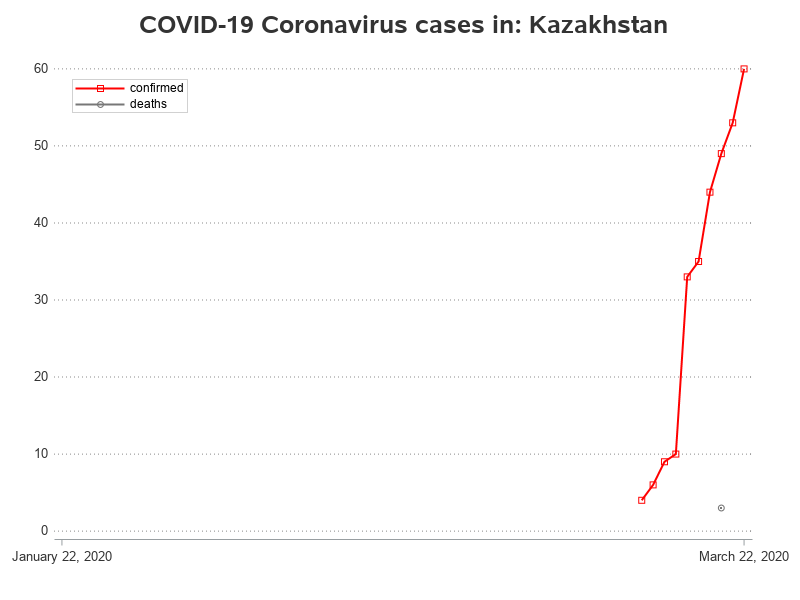 COVID-19 Coronavirus cases in: Kazakhstan
60
confirmed
deaths
50
40
30
20
10
0
January 22, 2020
March 22, 2020